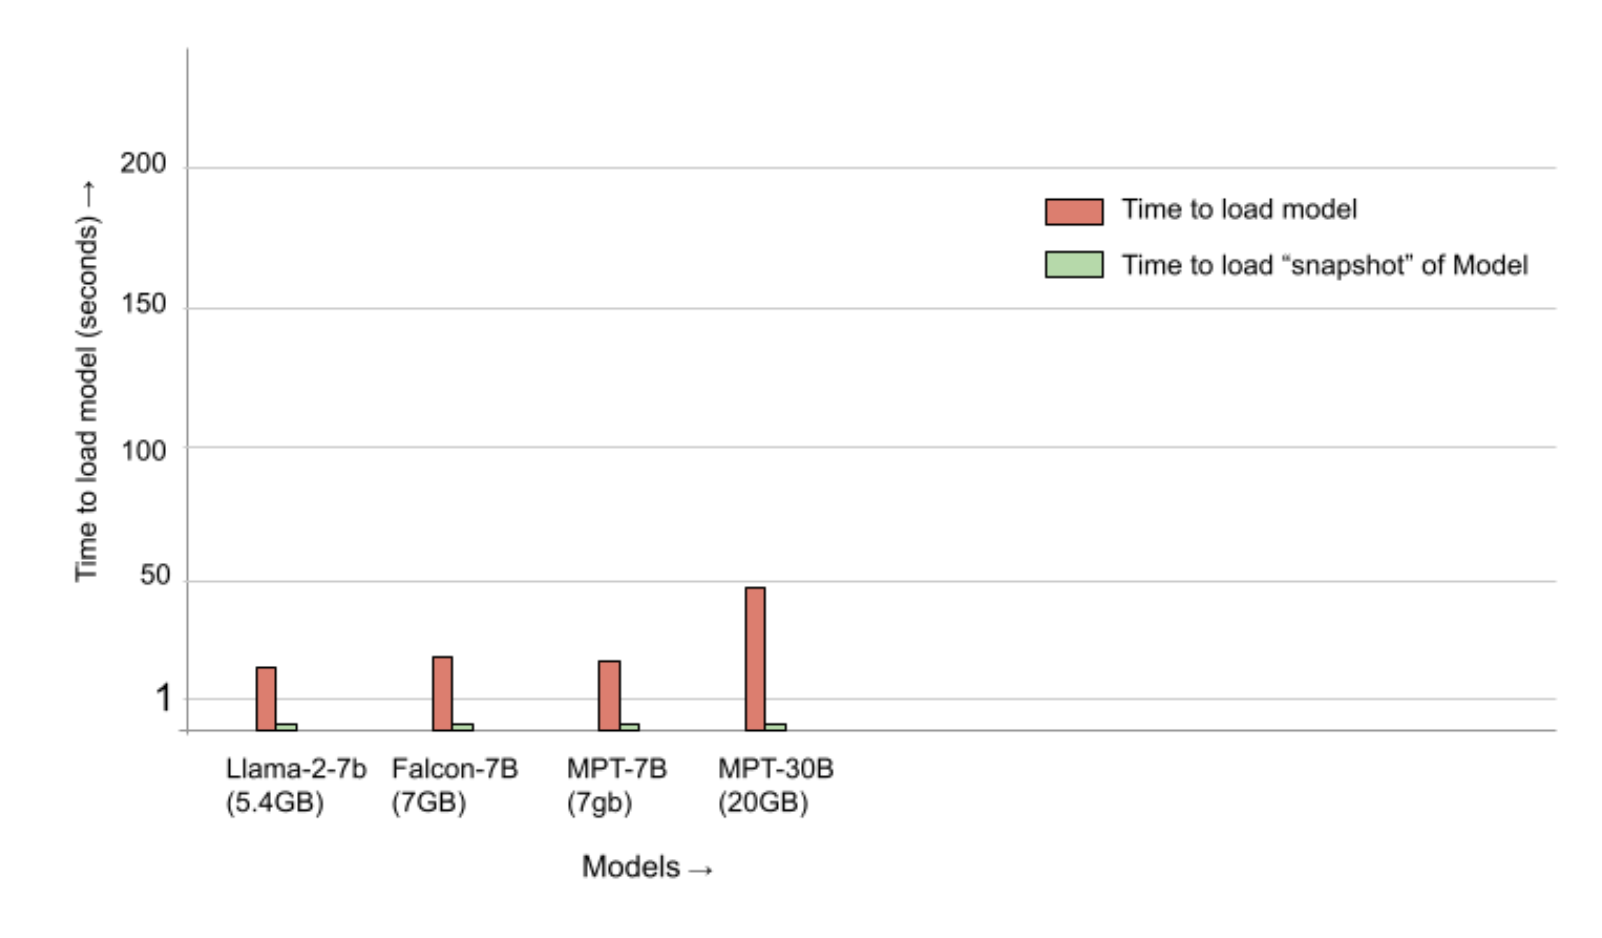 200
Time to load model
Time to load “snapshot” of Model
150
Time to load model (seconds) →
100
50
1
Llama-2-7b
(5.4GB)
Falcon-7B
(7GB)
MPT-7B
(7gb)
MPT-30B
(20GB)
Models →